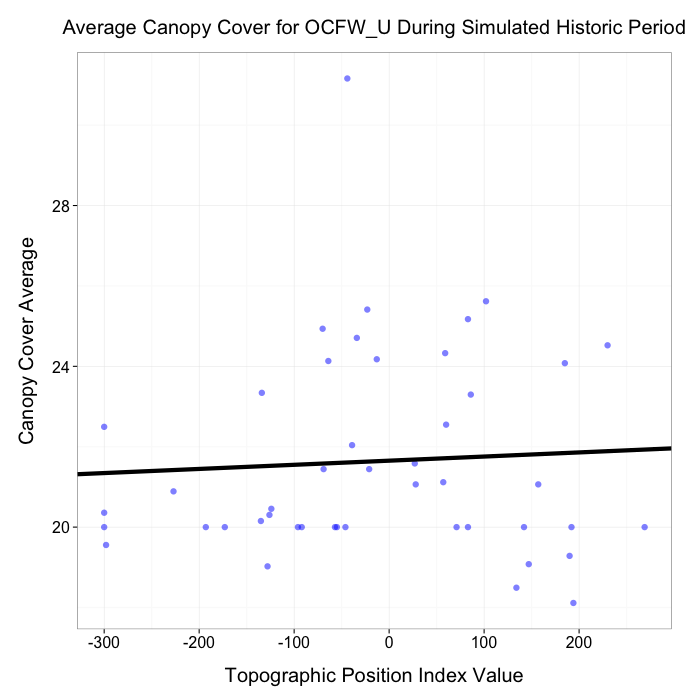 Average Canopy Cover for OCFW_U During Simulated Historic Period
28
24
20
Canopy Cover Average
-300 -200 -100 0 100 200
Topographic Position Index Value